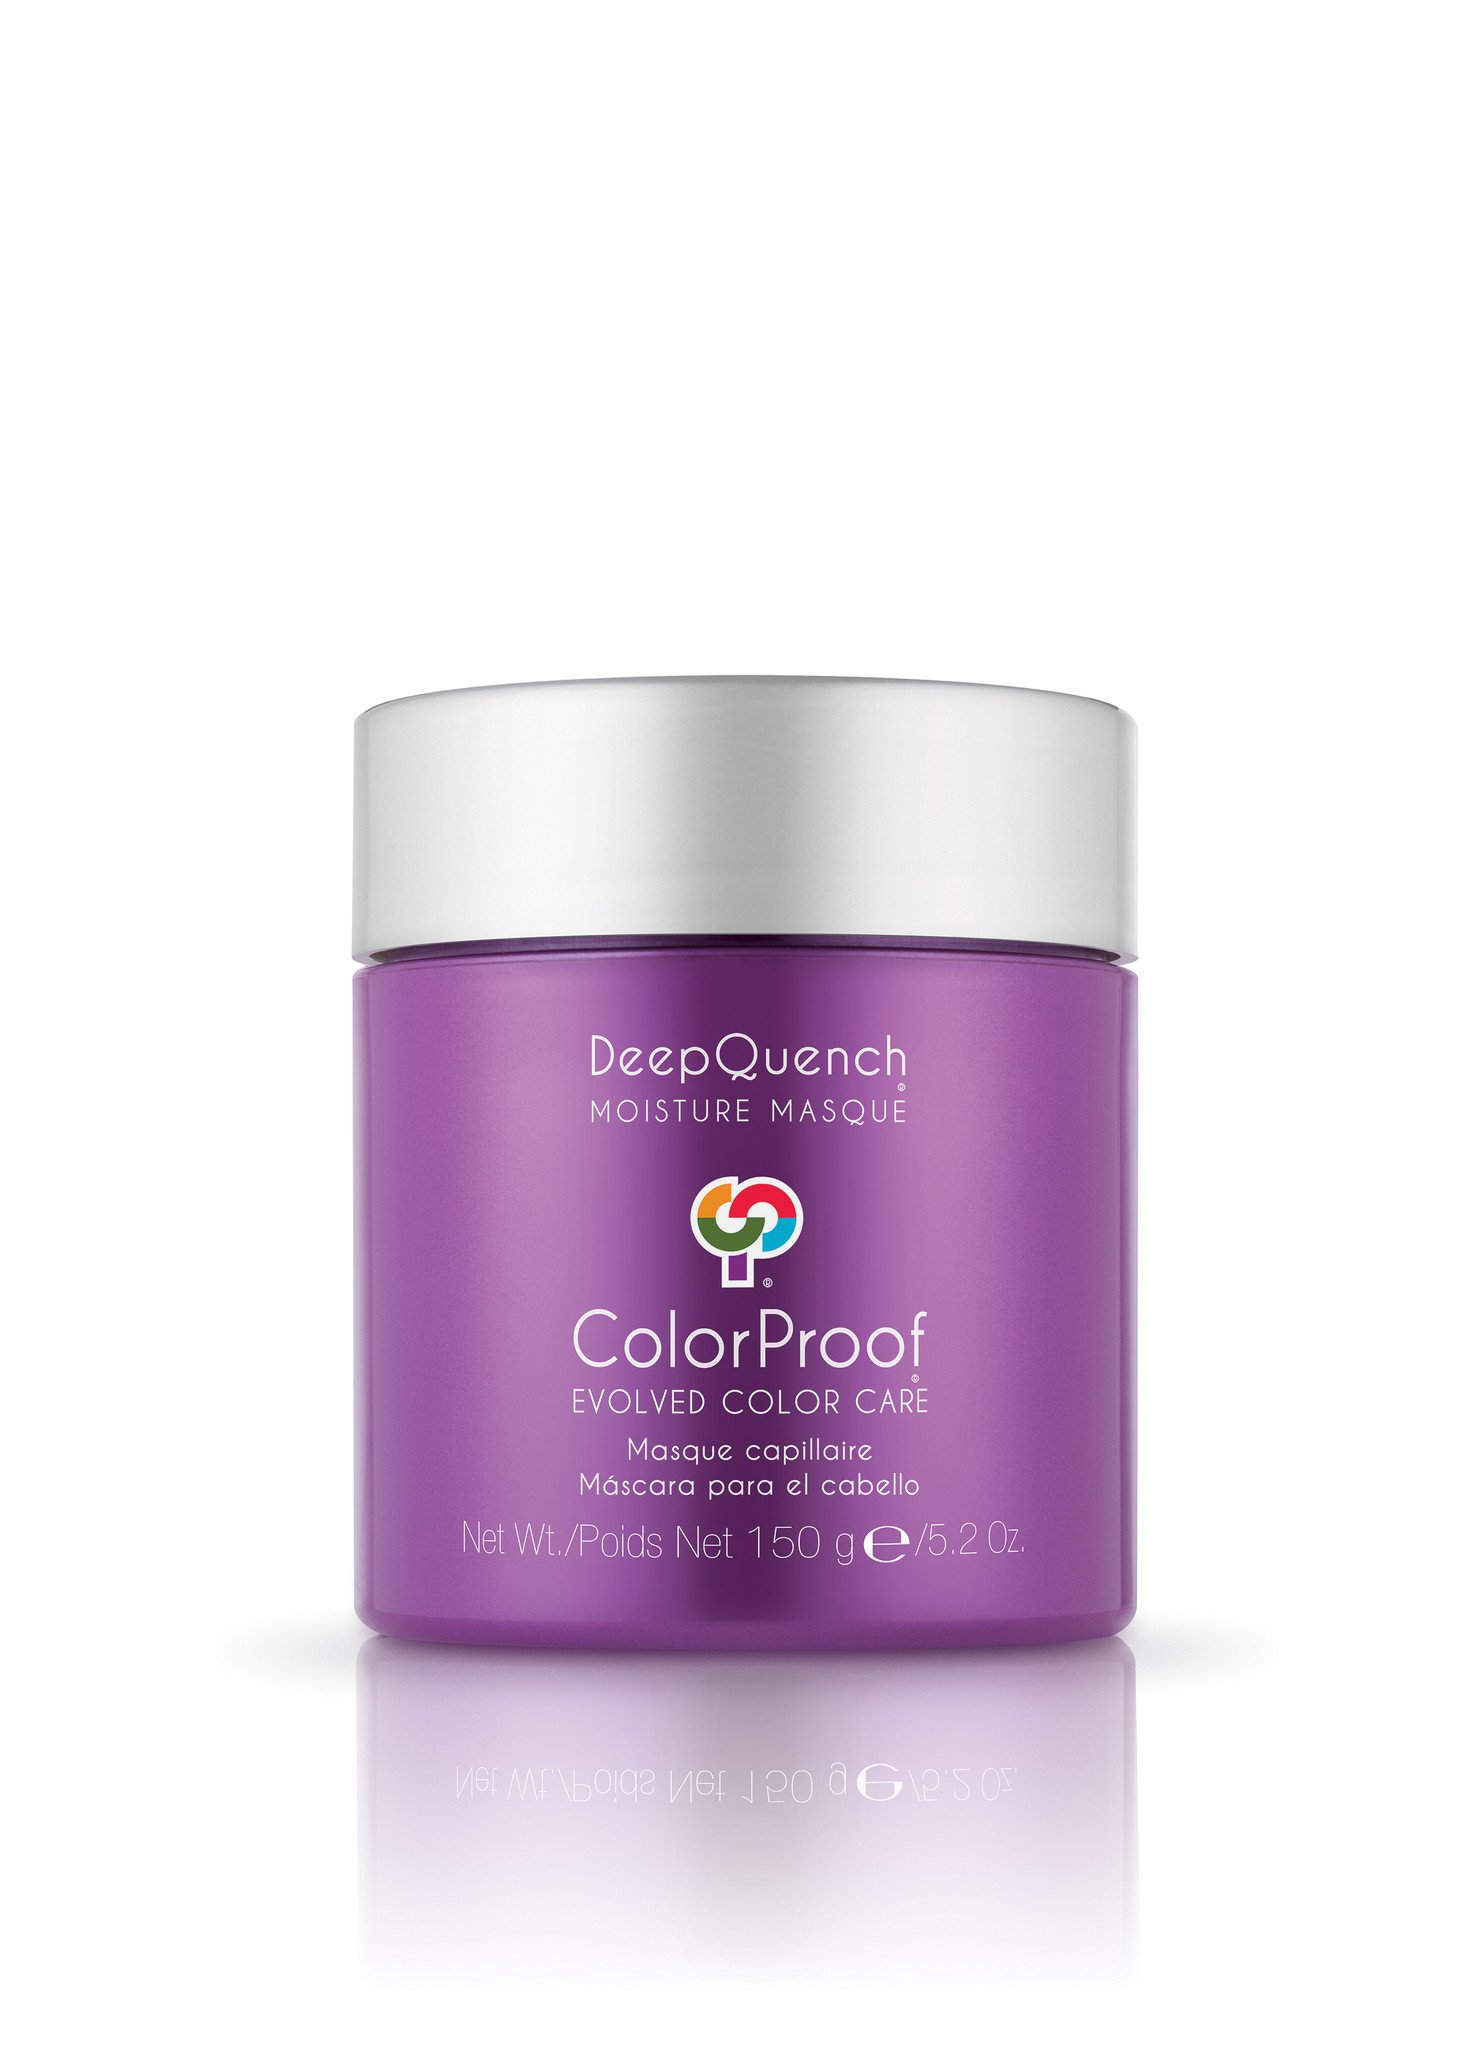 DeepQuench®
MOISTURE MASQUE
®
ColorProof®
EVOLVED COLOR CARE
Masque capillaire
Máscara para el cabello
Net Wt./Poids Net 150 g ℮/5.2 Oz.